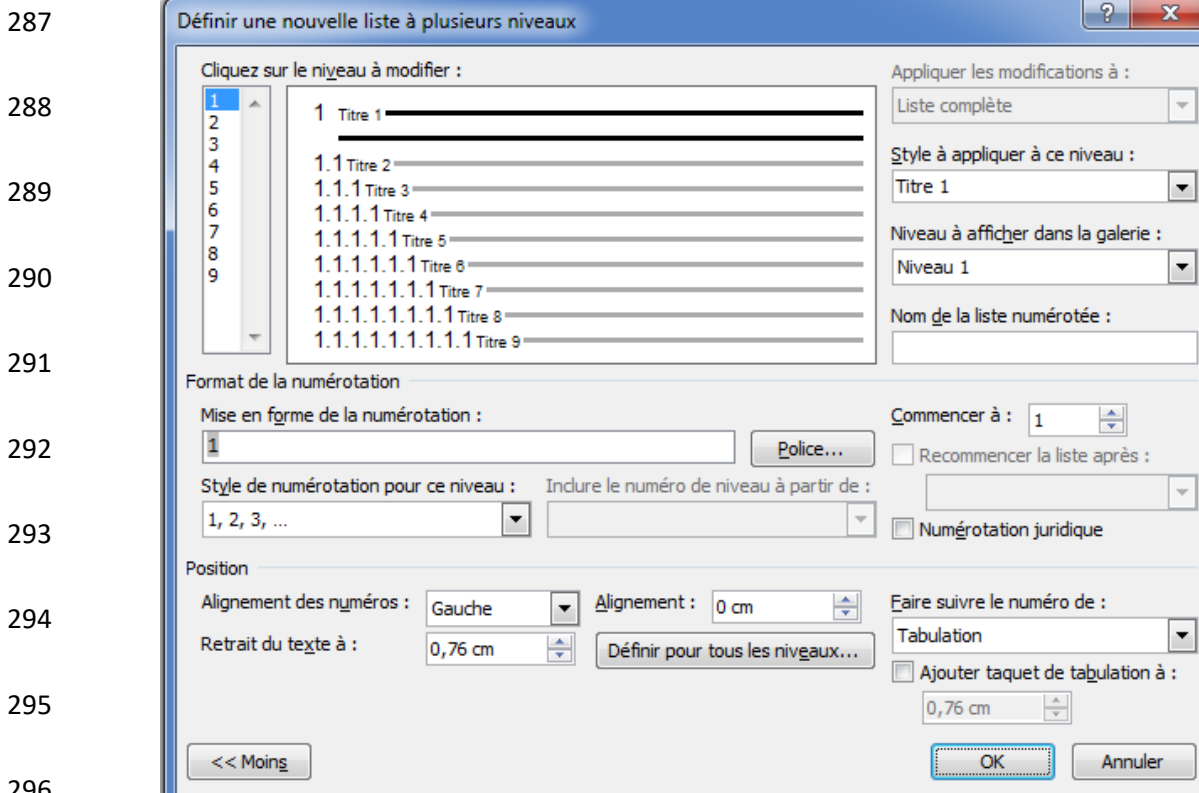 287
Définir une nouvelle liste à plusieurs niveaux
? x
Cliquez sur le niveau à modifier :
Appliquer les modifications à :
288
1
2
3
4
5
6
7
8
9
1 Titre 1
1.1 Titre 2
1.1.1 Titre 3
1.1.1.1 Titre 4
1.1.1.1.1 Titre 5
1.1.1.1.1.1 Titre 6
1.1.1.1.1.1.1 Titre 7
1.1.1.1.1.1.1.1 Titre 8
1.1.1.1.1.1.1.1.1 Titre 9
Liste complète
Style à appliquer à ce niveau :
289
Titre 1
Niveau à afficher dans la galerie :
290
Niveau 1
Nom de la liste numérotée :
291
Format de la numérotation
Mise en forme de la numérotation :
Commencer à : 1
292
1
Police...
Recommencer la liste après :
Style de numérotation pour ce niveau :
Inclure le numéro de niveau à partir de :
293
1, 2, 3, ...
Numérotation juridique
Position
294
Alignement des numéros : Gauche
Alignement : 0 cm
Faire suivre le numéro de :
Retrait du texte à : 0,76 cm
Définir pour tous les niveaux...
Tabulation
Ajouter taquet de tabulation à :
295
0,76 cm
<< Moins
OK
Annuler
296